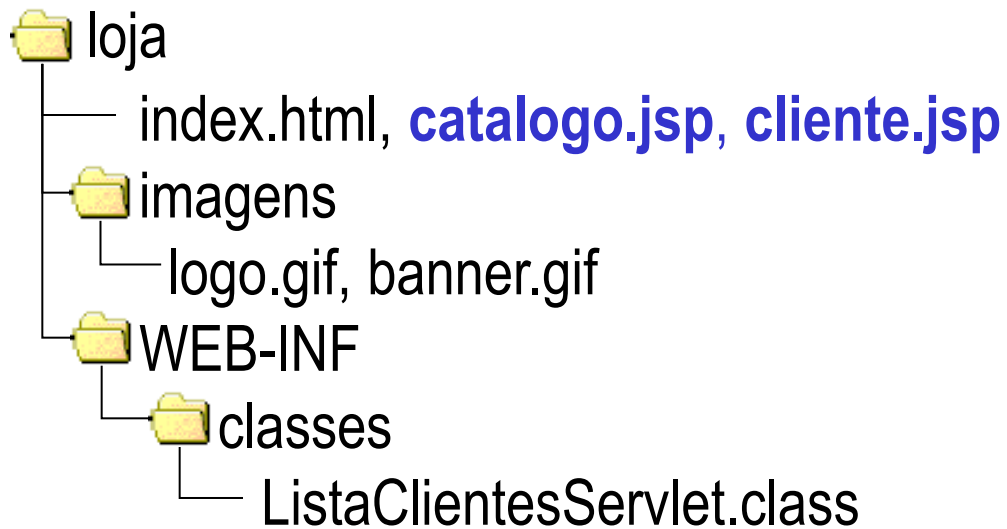 loja
index.html, catalogo.jsp, cliente.jsp
imagens
logo.gif, banner.gif
WEB-INF
classes
ListaClientesServlet.class